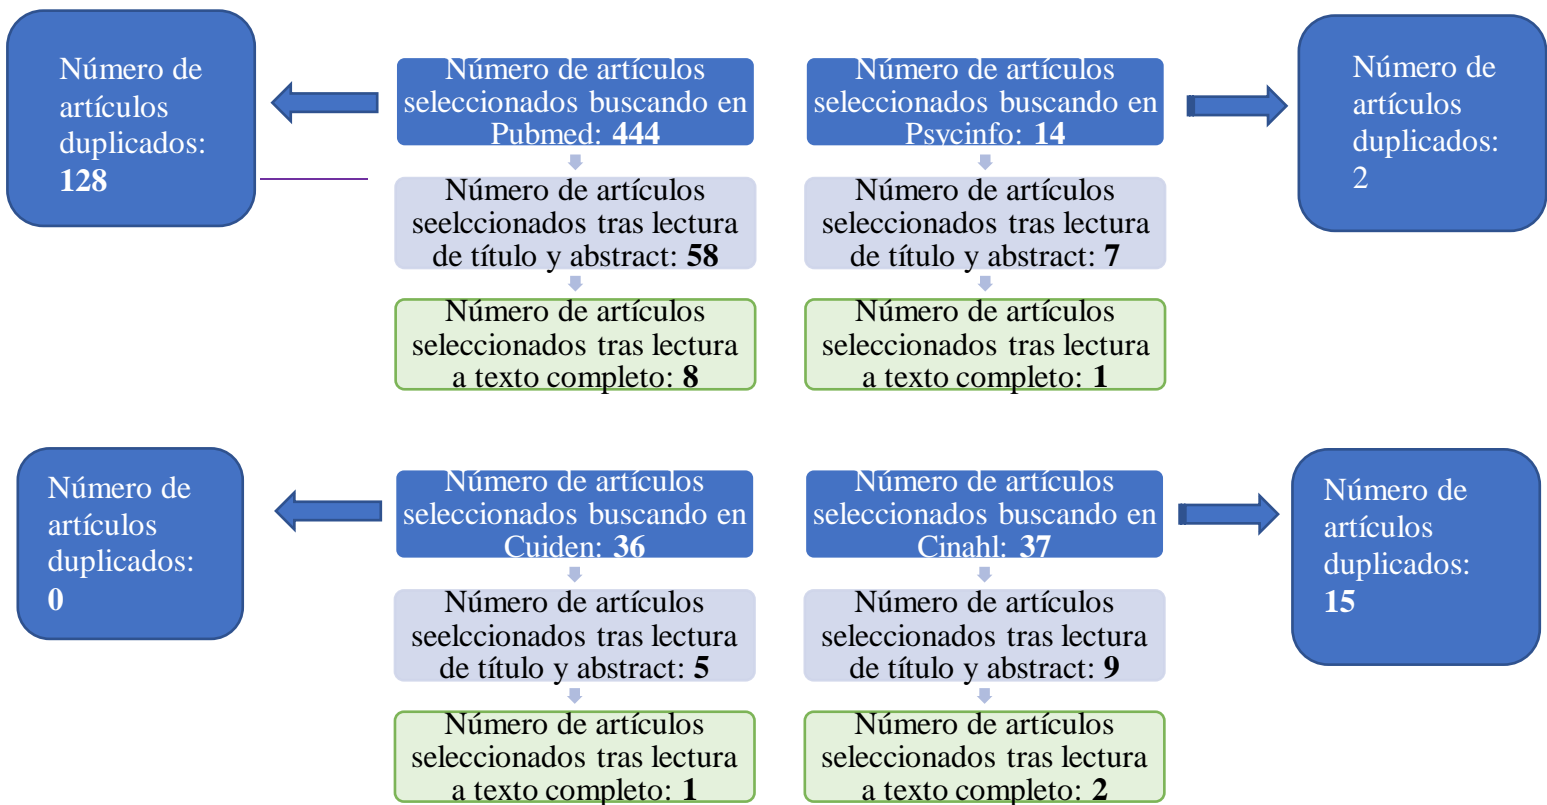 Número de
artículos
duplicados:
128
Número de artículos
seleccionados buscando en
Pubmed: 444
Número de artículos
seelccionados tras lectura
de título y abstract: 58
Número de artículos
seleccionados tras lectura
a texto completo: 8
Número de artículos
seleccionados buscando en
Psycinfo: 14
Número de artículos
seleccionados tras lectura
de título y abstract: 7
Número de artículos
seleccionados tras lectura
a texto completo: 1
Número de
artículos
duplicados:
2
Número de
artículos
duplicados:
0
Número de artículos
seleccionados buscando en
Cuiden: 36
Número de artículos
seelccionados tras lectura
de título y abstract: 5
Número de artículos
seleccionados tras lectura
a texto completo: 1
Número de artículos
seleccionados buscando en
Cinahl: 37
Número de artículos
seleccionados tras lectura
de título y abstract: 9
Número de artículos
seleccionados tras lectura
a texto completo: 2
Número de
artículos
duplicados:
15